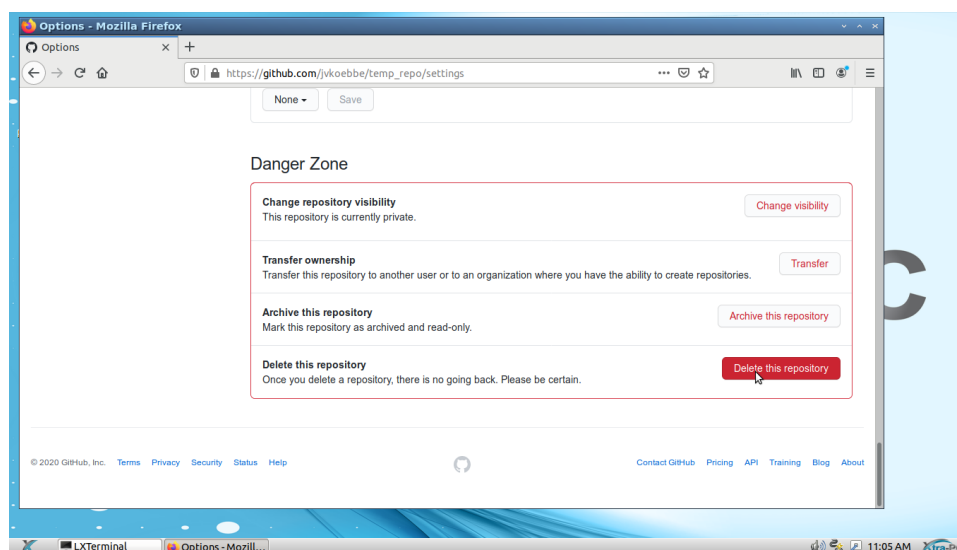 Options - Mozilla Firefox
Options
https://github.com/jvkoebbe/temp_repo/settings
None
Save
Danger Zone
Change repository visibility
This repository is currently private.
Change visibility
Transfer ownership
Transfer this repository to another user or to an organization where you have the ability to create repositories.
Transfer
Archive this repository
Mark this repository as archived and read-only.
Archive this repository
Delete this repository
Once you delete a repository, there is no going back. Please be certain.
Delete this repository
© 2020 GitHub, Inc. Terms Privacy Security Status Help Contact GitHub Pricing API Training Blog About
C
LXTerminal Options - Mozill... 11:05 AM